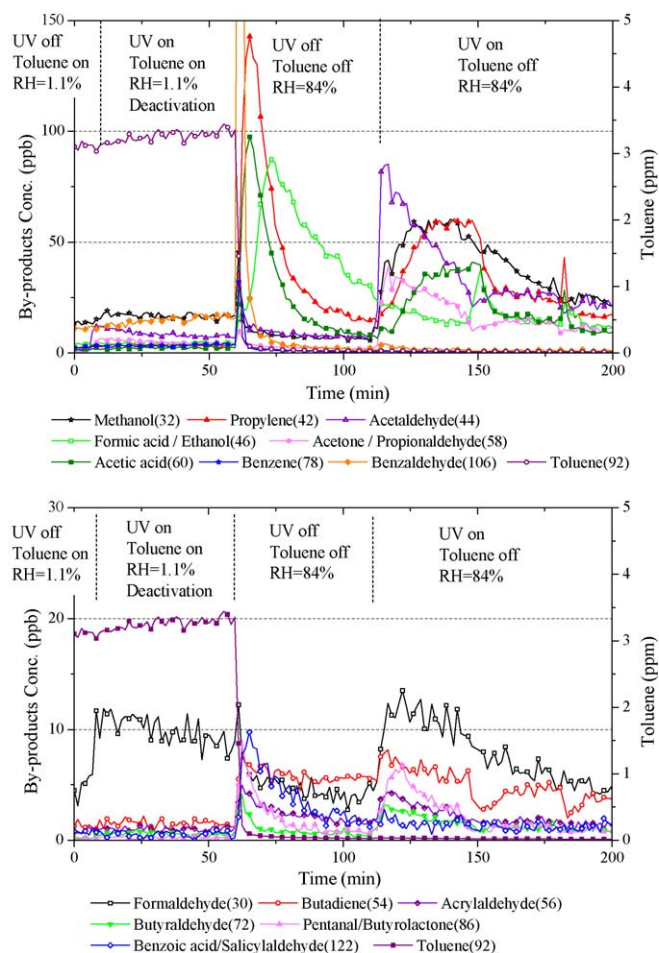 150
100
50
0
By-products Conc. (ppb)
UV off
Toluene on
RH=1.1%
UV on
Toluene on
RH=1.1%
Deactivation
UV off
Toluene off
RH=84%
UV on
Toluene off
RH=84%
5
4
3
2
1
0
Toluene (ppm)
0 50 100 150 200
Time (min)
Methanol(32) Propylene(42) Acetaldehyde(44)
Formic acid / Ethanol(46) Acetone / Propionaldehyde(58)
Acetic acid(60) Benzene(78) Benzaldehyde(106) Toluene(92)
30
20
10
0
By-products Conc. (ppb)
UV off
Toluene on
RH=1.1%
UV on
Toluene on
RH=1.1%
Deactivation
UV off
Toluene off
RH=84%
UV on
Toluene off
RH=84%
5
4
3
2
1
0
Toluene (ppm)
0 50 100 150 200
Time (min)
Formaldehyde(30) Butadiene(54) Acrylaldehyde(56)
Butyraldehyde(72) Pentanal/Butyrolactone(86)
Benzoic acid/Salicylaldehyde(122) Toluene(92)